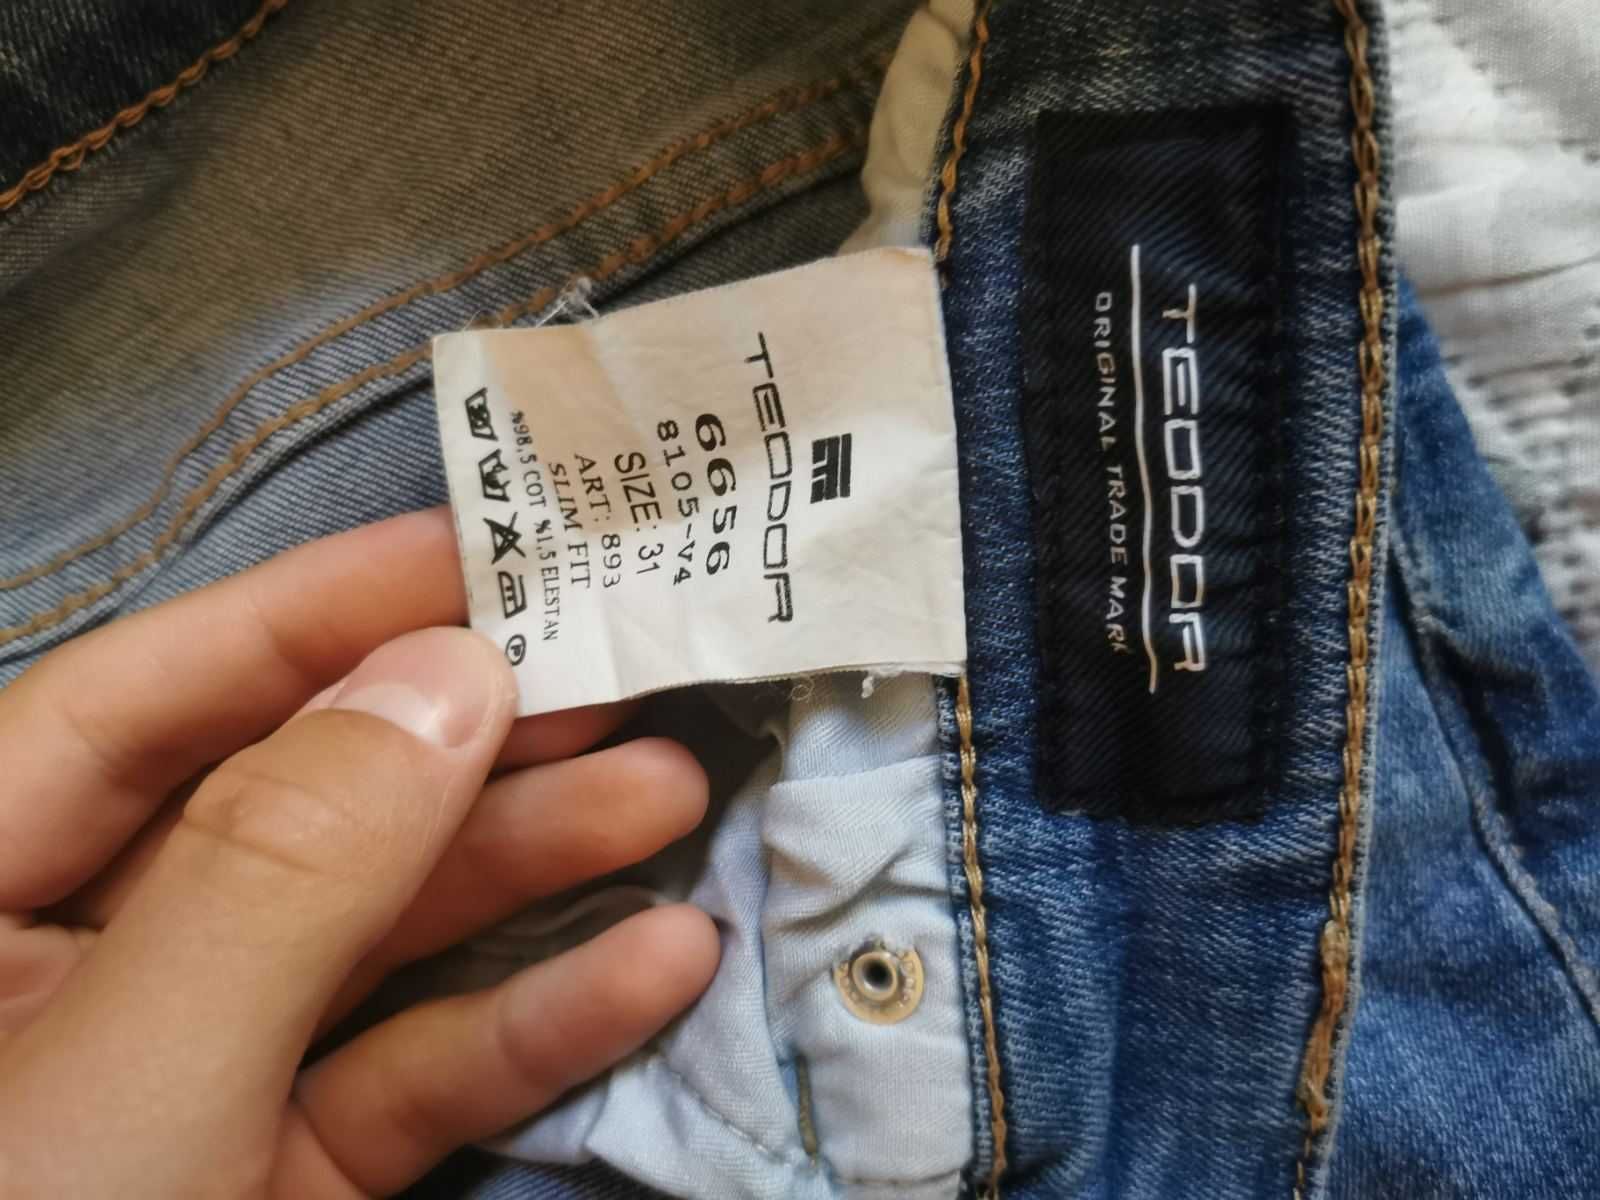 TEODOR
6656
8105-V4
SIZE: 31
ART: 893
SLIM FIT
%98,5 COT %1,5 ELESTAN
P
TEODOR
ORIGINAL TRADE MARK